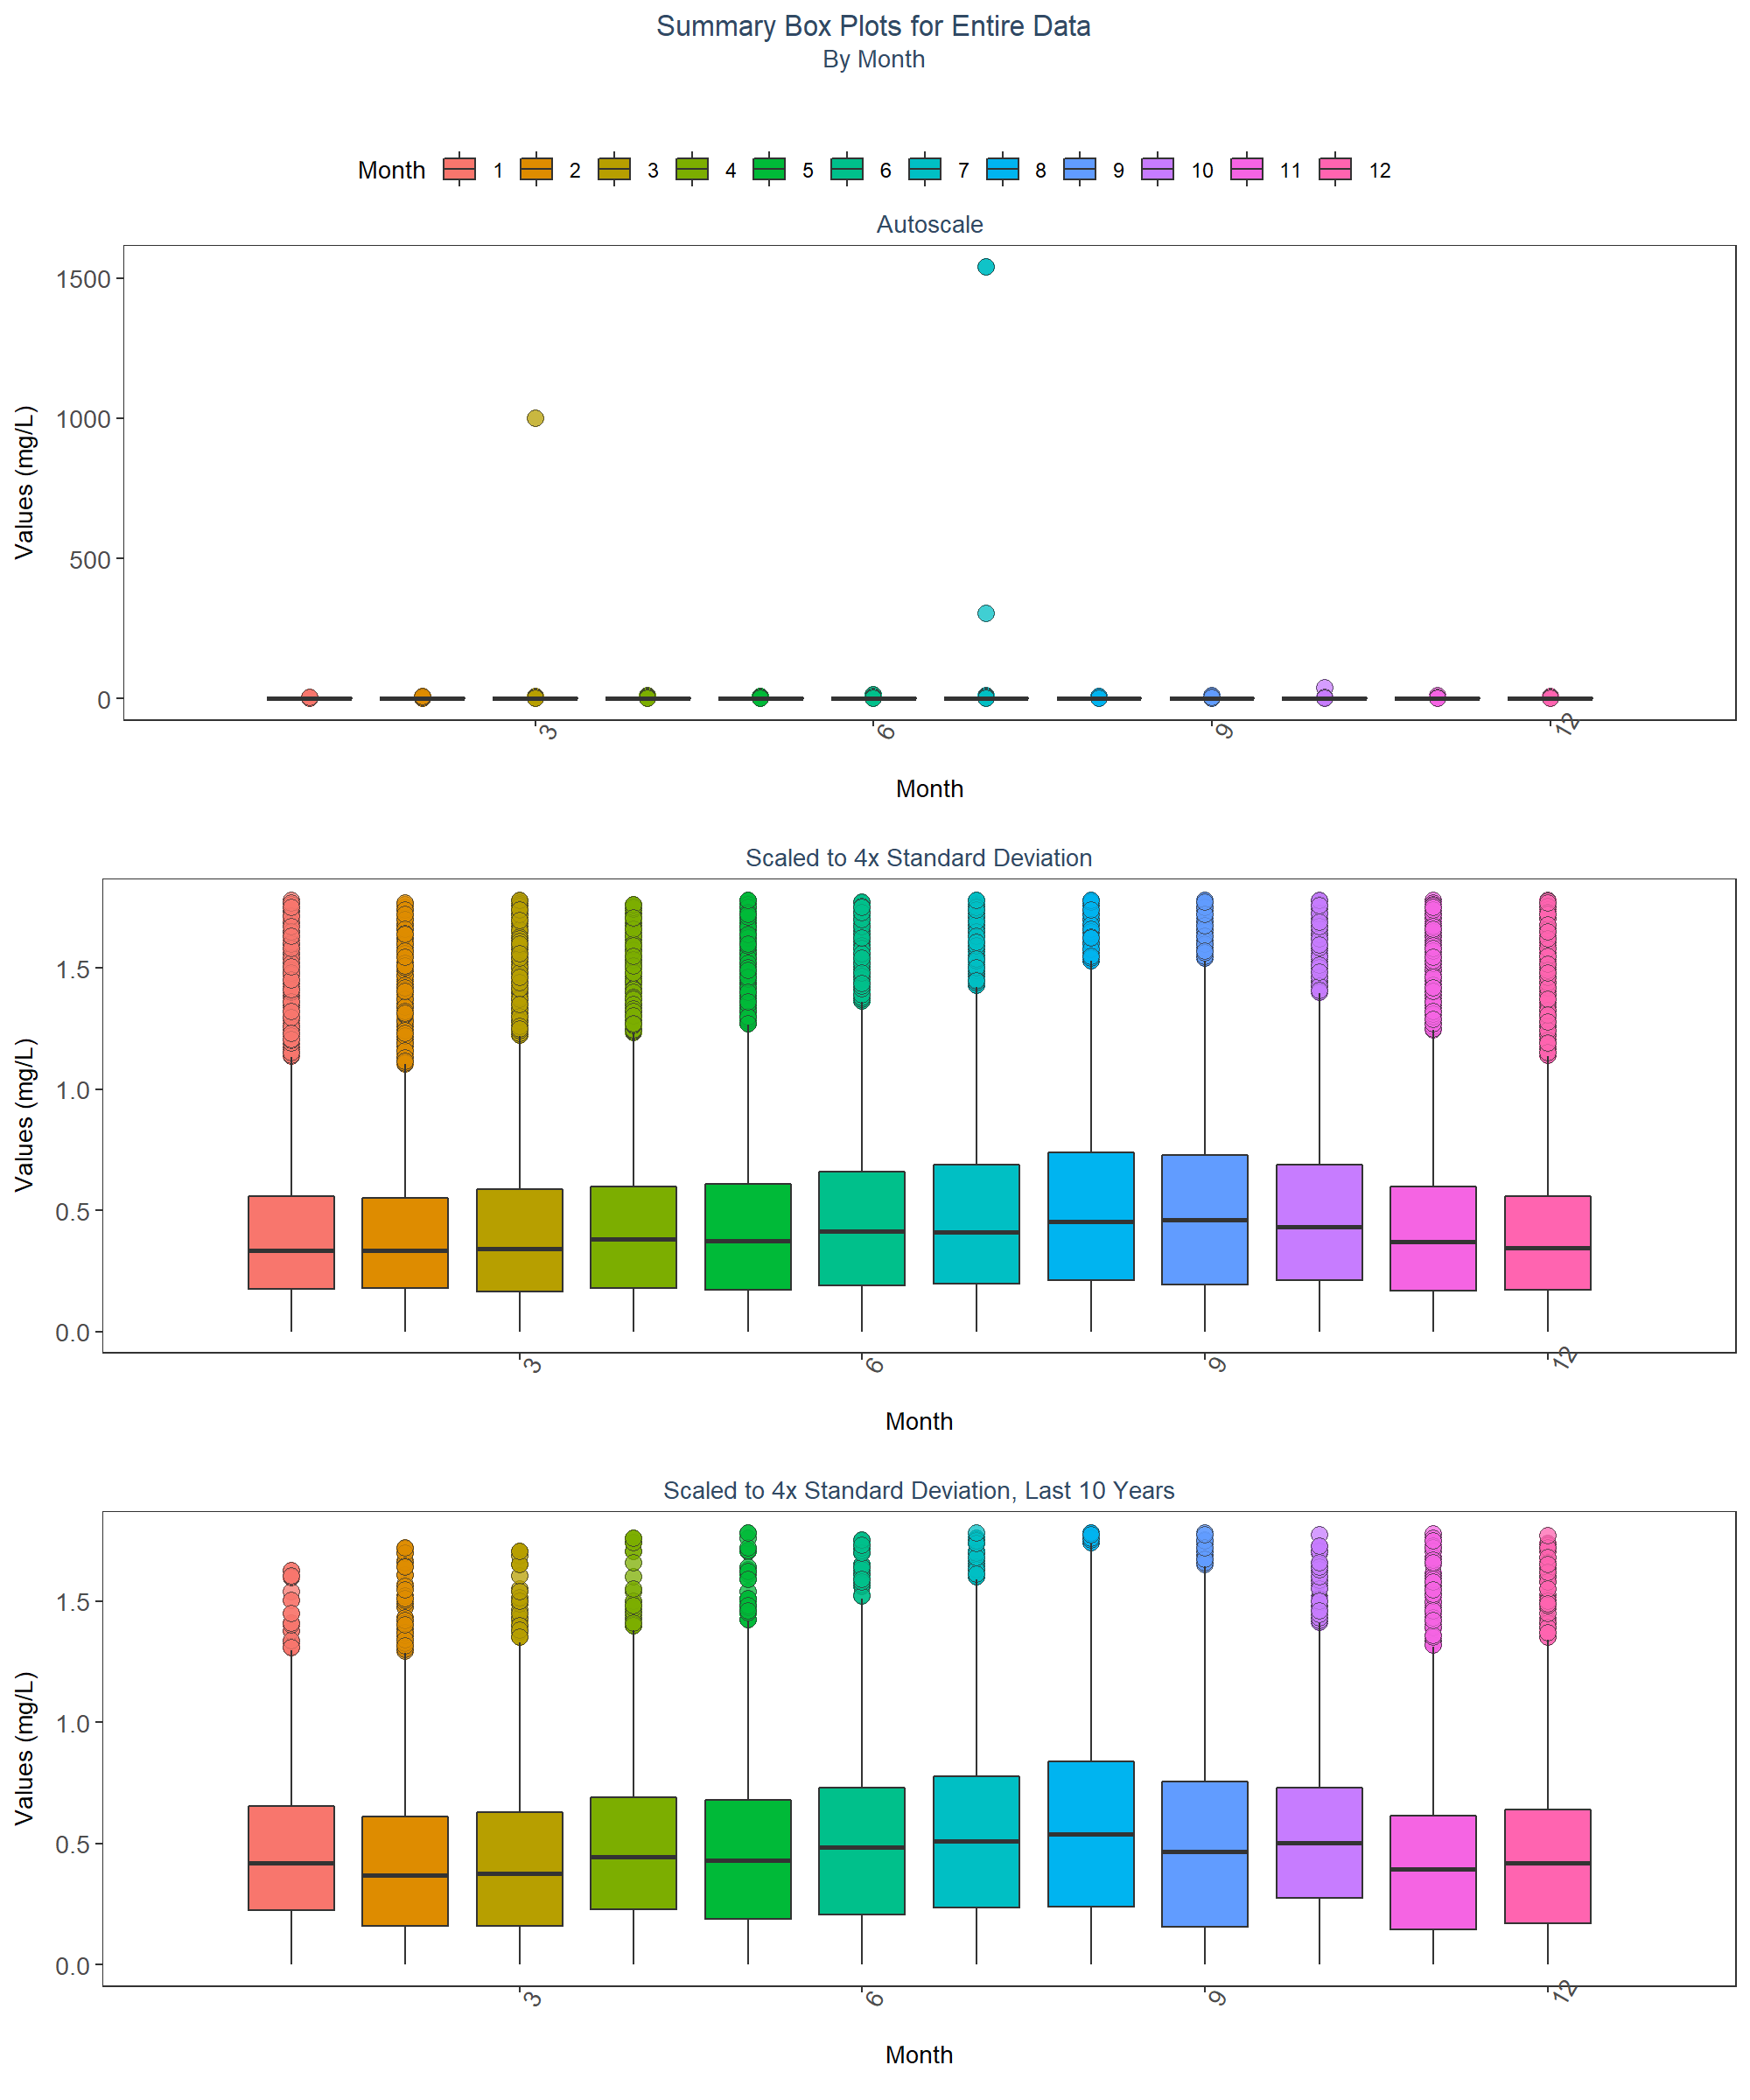 Summary Box Plots for Entire Data
By Month
Month 1 2 3 4 5 6 7 8 9 10 11 12
Autoscale
Values (mg/L)
1500
1000
500
0
3 6 9 12
Month
Scaled to 4x Standard Deviation
Values (mg/L)
1.5
1.0
0.5
0.0
3 6 9 12
Month
Scaled to 4x Standard Deviation, Last 10 Years
Values (mg/L)
1.5
1.0
0.5
0.0
3 6 9 12
Month